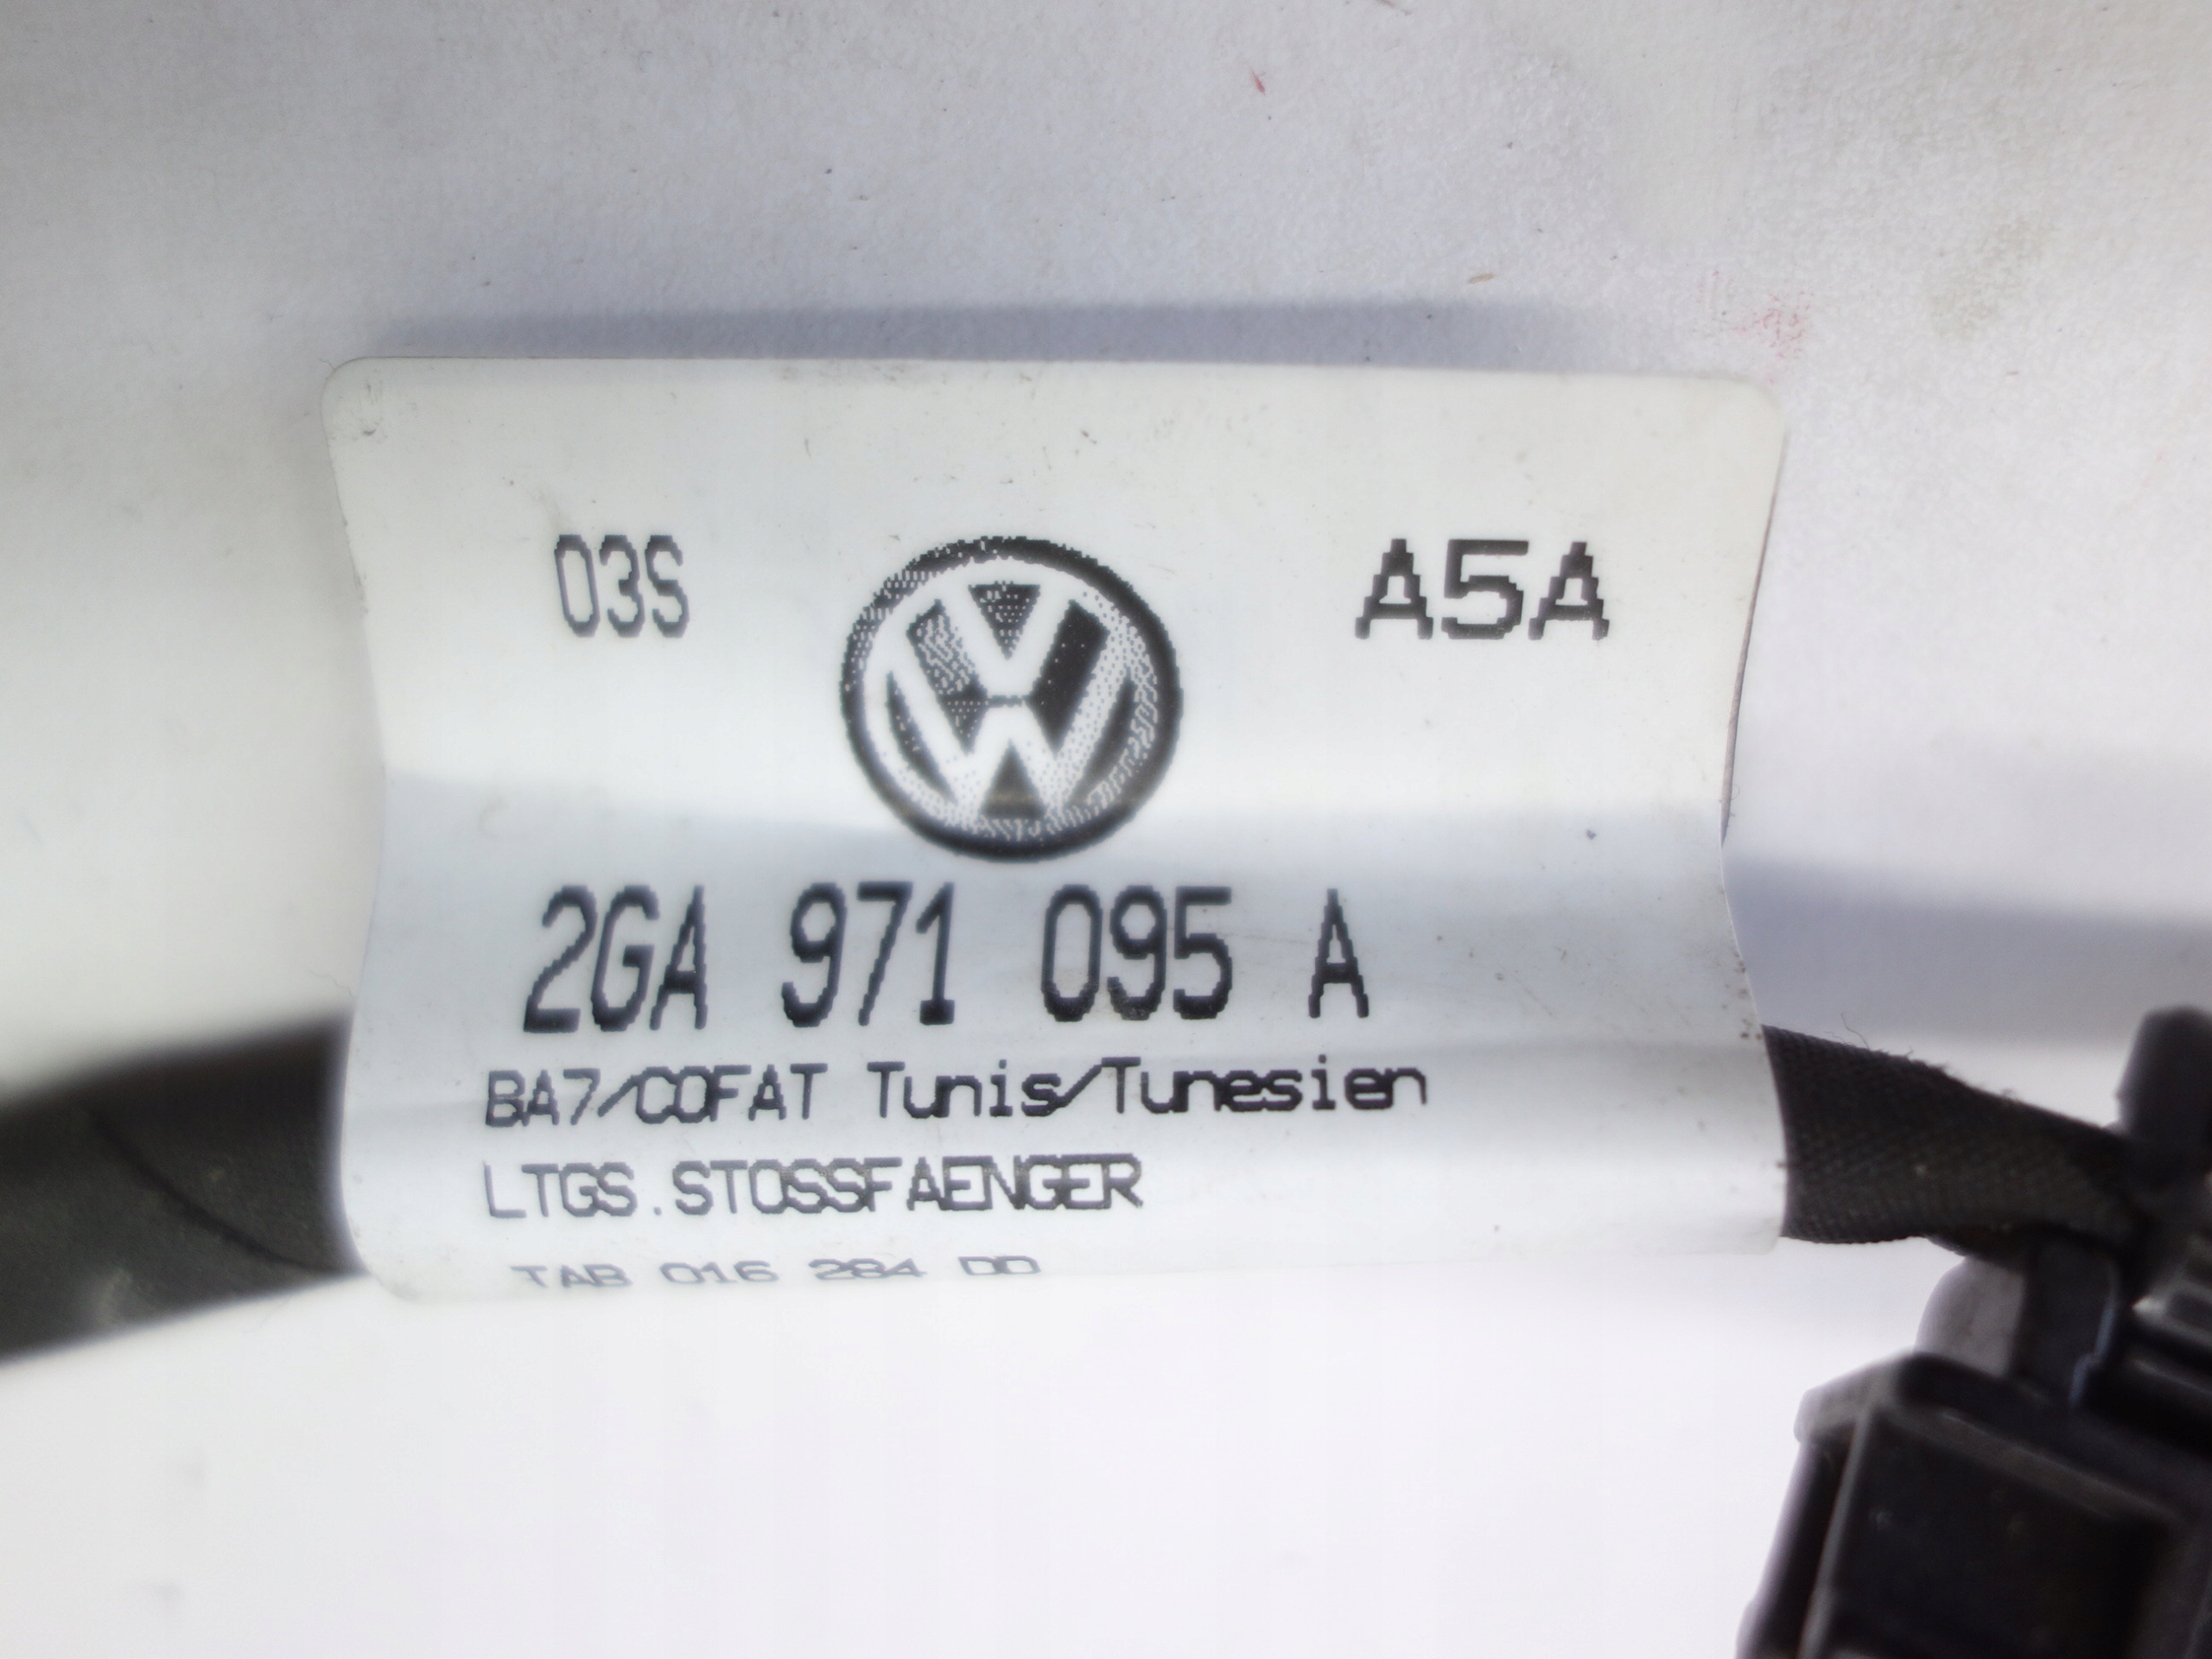 03S A5A
2GA 971 095 A
BA7/COFAT Tunis/Tunesien
LTGS.STOSSFAENGER
TAB 016 284 DD